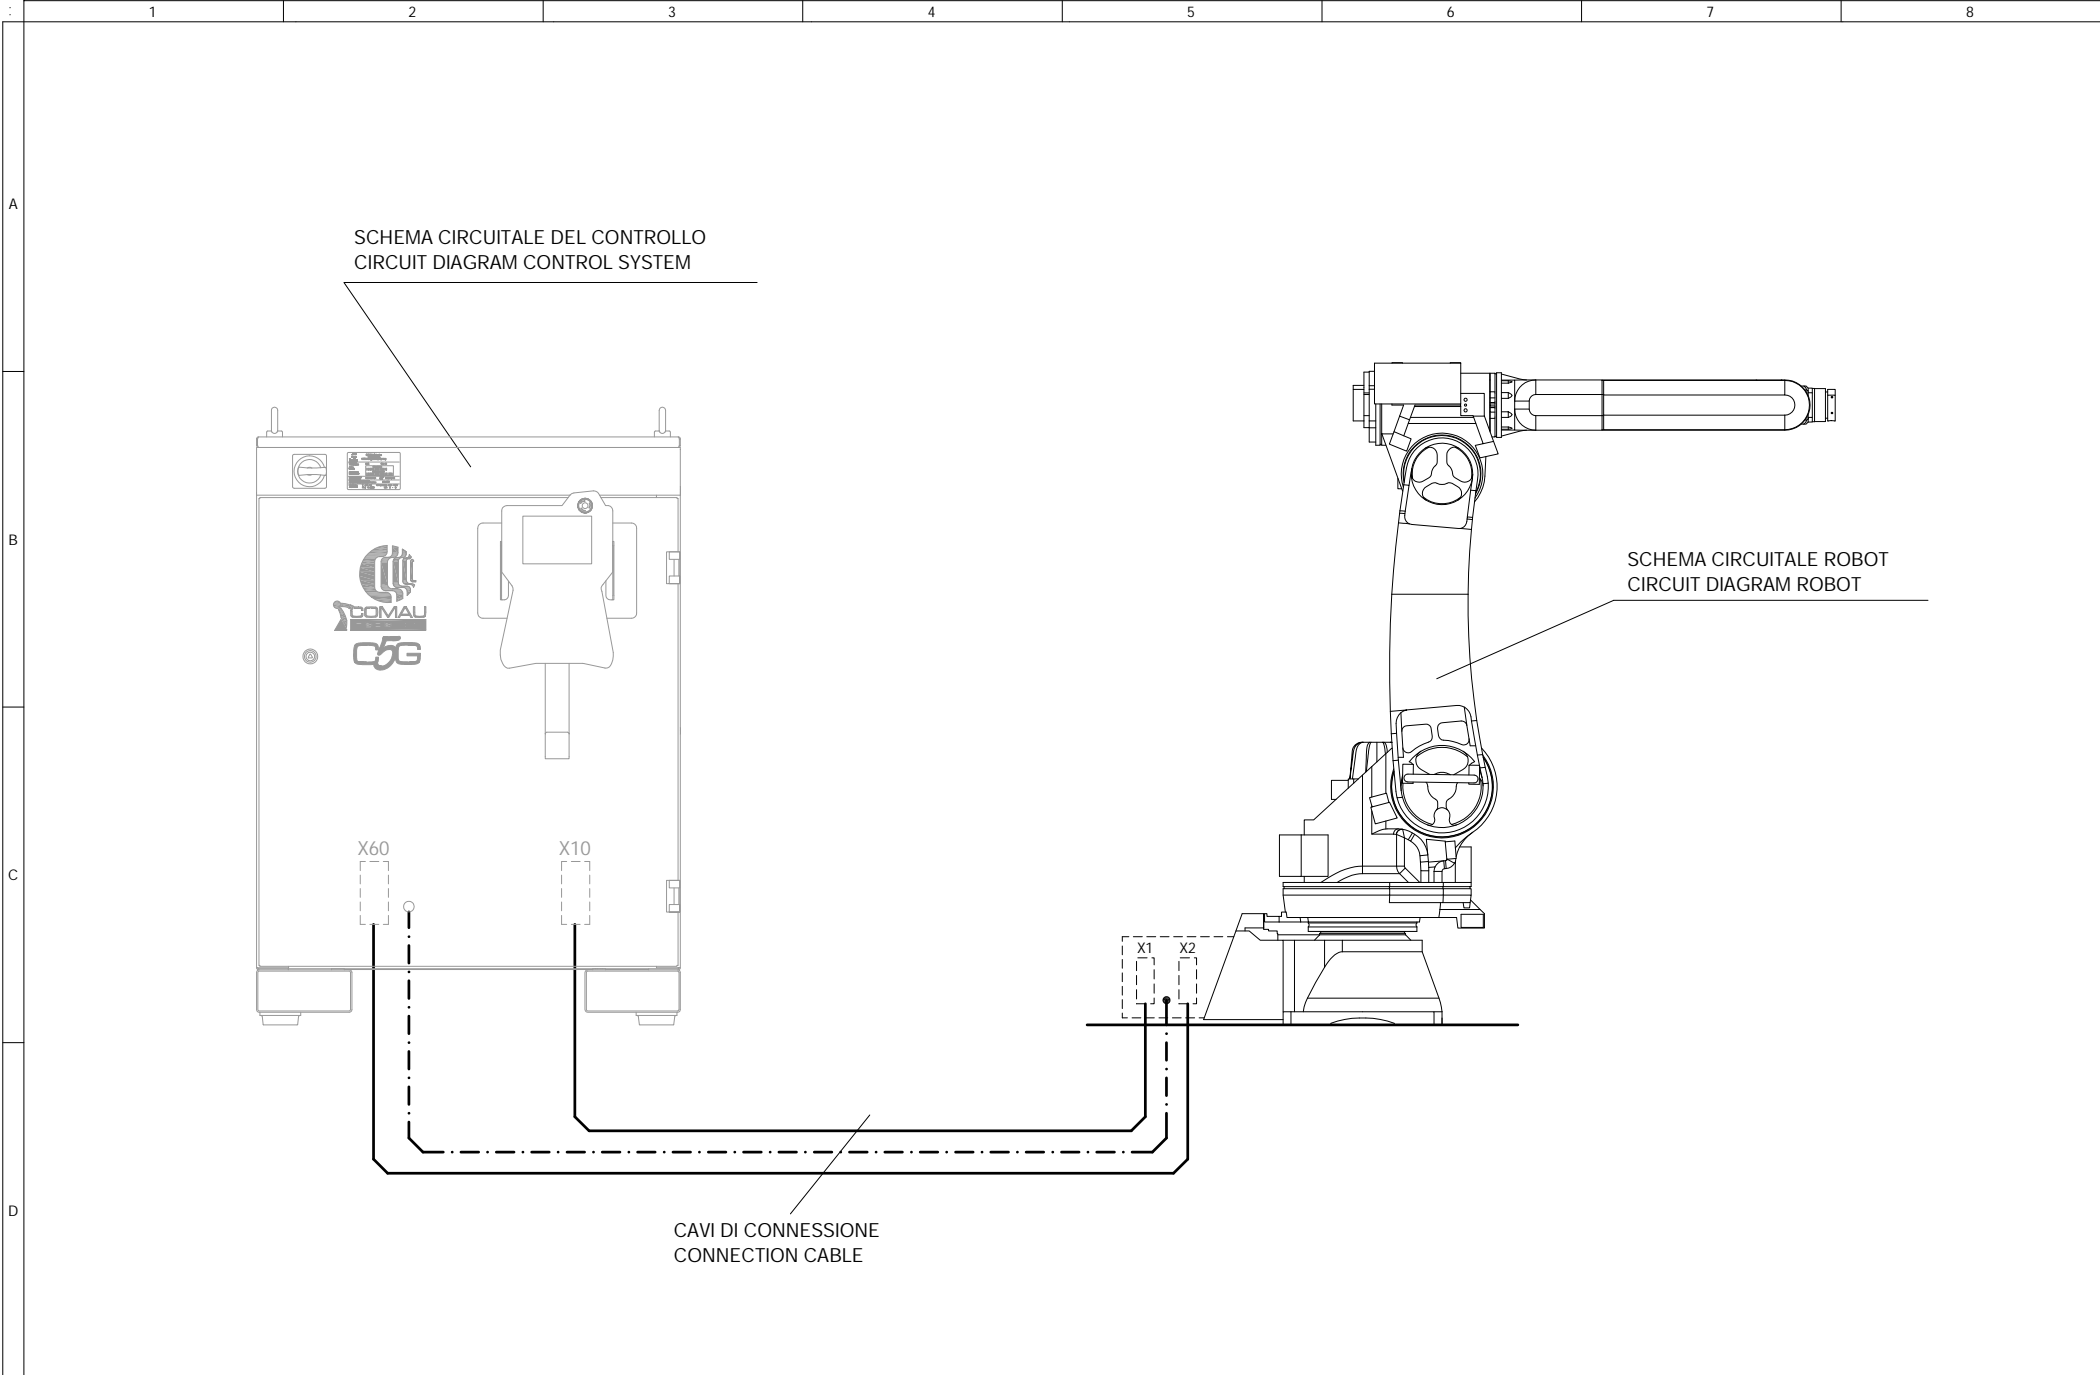 1 2 3 4 5 6 7 8
A
SCHEMA CIRCUITALE DEL CONTROLLO
CIRCUIT DIAGRAM CONTROL SYSTEM
B
SCHEMA CIRCUITALE ROBOT
CIRCUIT DIAGRAM ROBOT
COMAU
C5G
X60 X10
C
X1 X2
D
CAVI DI CONNESSIONE
CONNECTION CABLE